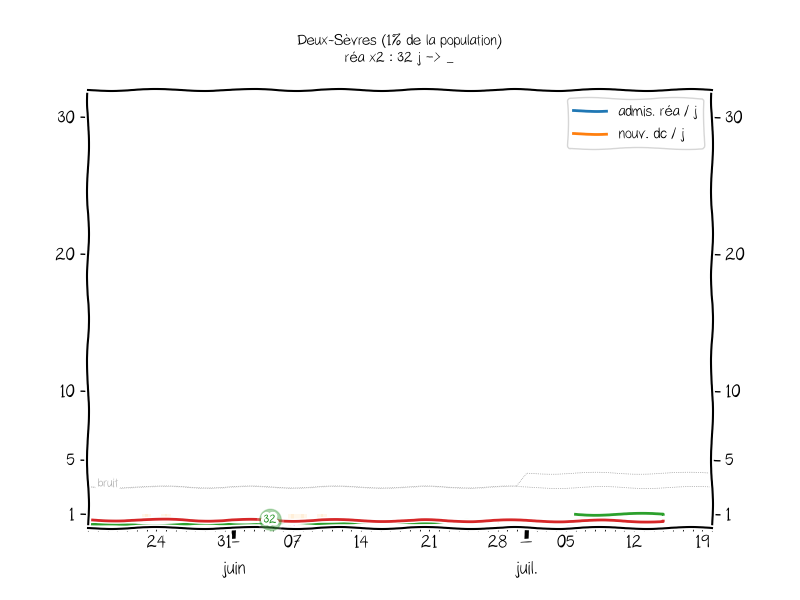 Deux-Sèvres (1% de la population)
réa x2 : 32 j -> _
admis. réa / j
nouv. dc / j
30 30
20 20
10 10
5 5
bruit
1 1
32
24 31 07 14 21 28 05 12 19
juin juil.